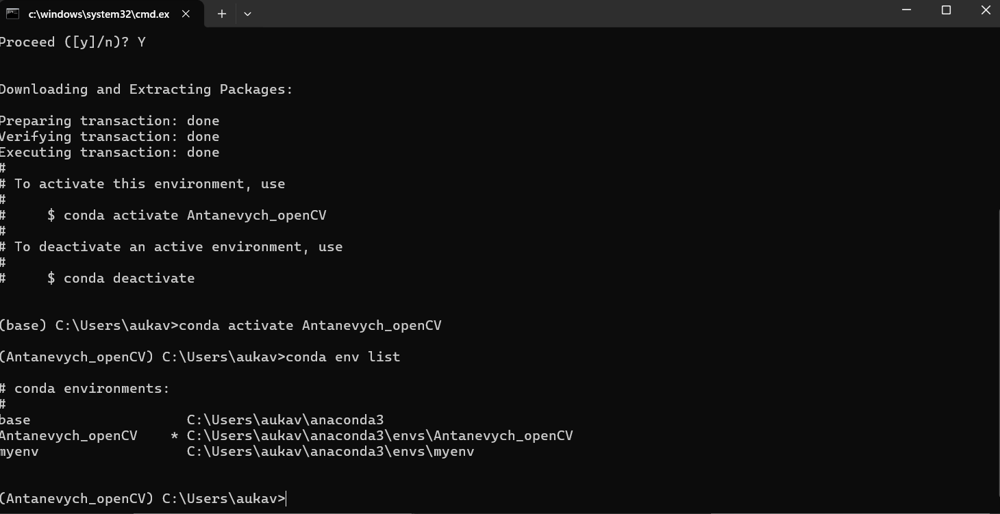 c:\windows\system32\cmd.ex
Proceed ([y]/n)? Y
Downloading and Extracting Packages:
Preparing transaction: done
Verifying transaction: done
Executing transaction: done
#
# To activate this environment, use
#
#     $ conda activate Antanevych_openCV
#
# To deactivate an active environment, use
#
#     $ conda deactivate
(base) C:\Users\aukav>conda activate Antanevych_openCV
(Antanevych_openCV) C:\Users\aukav>conda env list
# conda environments:
#
base                   C:\Users\aukav\anaconda3
Antanevych_openCV    * C:\Users\aukav\anaconda3\envs\Antanevych_openCV
myenv                  C:\Users\aukav\anaconda3\envs\myenv
(Antanevych_openCV) C:\Users\aukav>